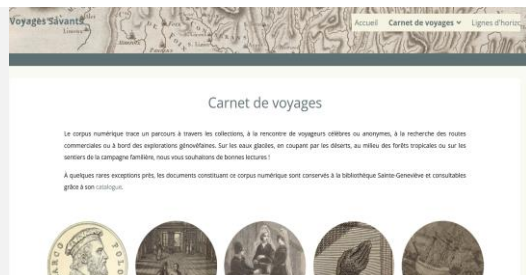 Voyages Savants
Accueil Carnet de voyages Lignes d'horiz
Carnet de voyages
Le corpus numérique trace un parcours à travers les collections, à la rencontre de voyageurs célèbres ou anonymes, à la recherche des routes
commerciales ou à bord des explorations génovéfaines. Sur les eaux glacées, en coupant par les déserts, au milieu des forêts tropicales ou sur les
sentiers de la campagne familière, nous vous souhaitons de bonnes lectures !
À quelques rares exceptions près, les documents constituant ce corpus numérique sont conservés à la bibliothèque Sainte-Geneviève et consultables
grâce à son catalogue.
MARCO POLO